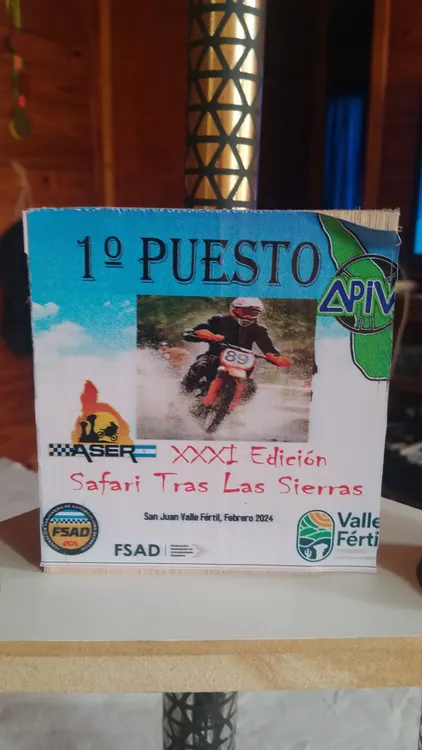 1º PUESTO
APIV
89
ASER
XXXI Edición
Safari Tras Las Sierras
San Juan Valle Fértil, Febrero 2024
FSAD
FSAD
Valle
Férti